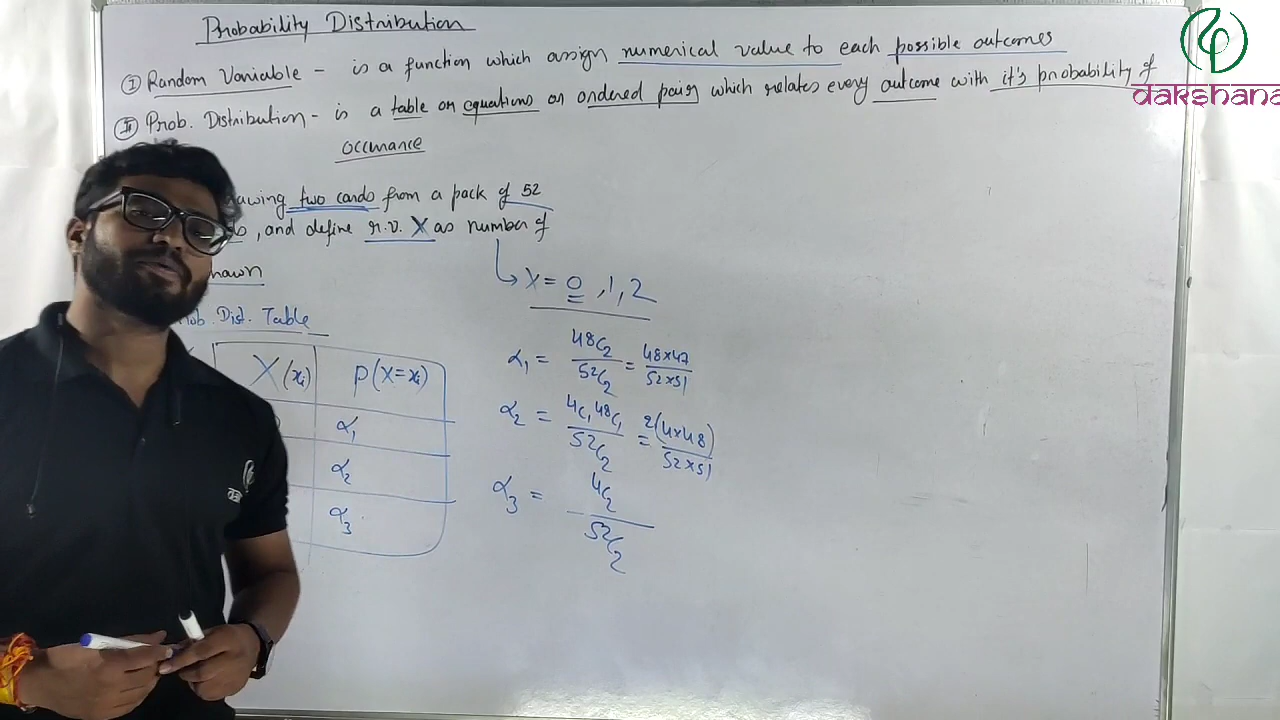 Probability Distribution
dakshana
① Random Variable - is a function which assign numerical value to each possible outcomes
② Prob. Distribution - is a table or equations or ordered pairs which relates every outcome with it's probability of
occurance
two cards from a pack of 52
, and define r.v. X as number of
X = 0, 1, 2
Dist. Table
X (xᵢ) P(X=xᵢ)
α₁
α₂
α₃
α₁ = ⁴⁸C₂ / ⁵²C₂ = 48×47 / 52×51
α₂ = ⁴C₁ ⁴⁸C₁ / ⁵²C₂ = 2(4×48) / 52×51
α₃ = ⁴C₂ / ⁵²C₂